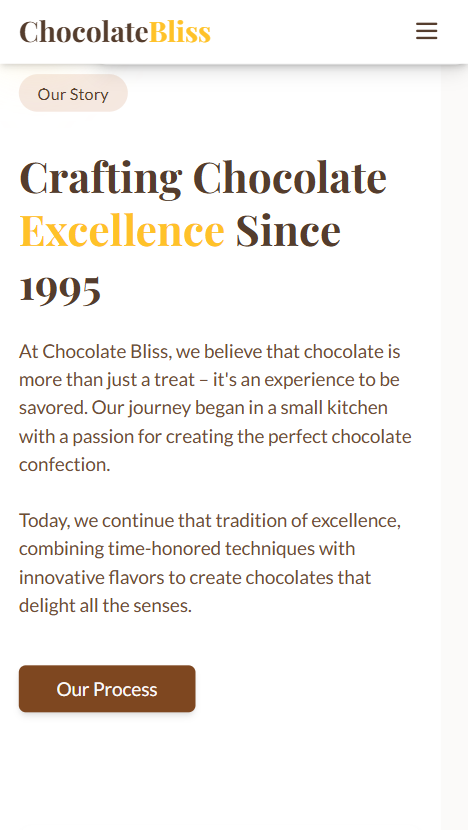 ChocolateBliss
Our Story
Crafting Chocolate
Excellence Since
1995
At Chocolate Bliss, we believe that chocolate is
more than just a treat – it's an experience to be
savored. Our journey began in a small kitchen
with a passion for creating the perfect chocolate
confection.
Today, we continue that tradition of excellence,
combining time-honored techniques with
innovative flavors to create chocolates that
delight all the senses.
Our Process